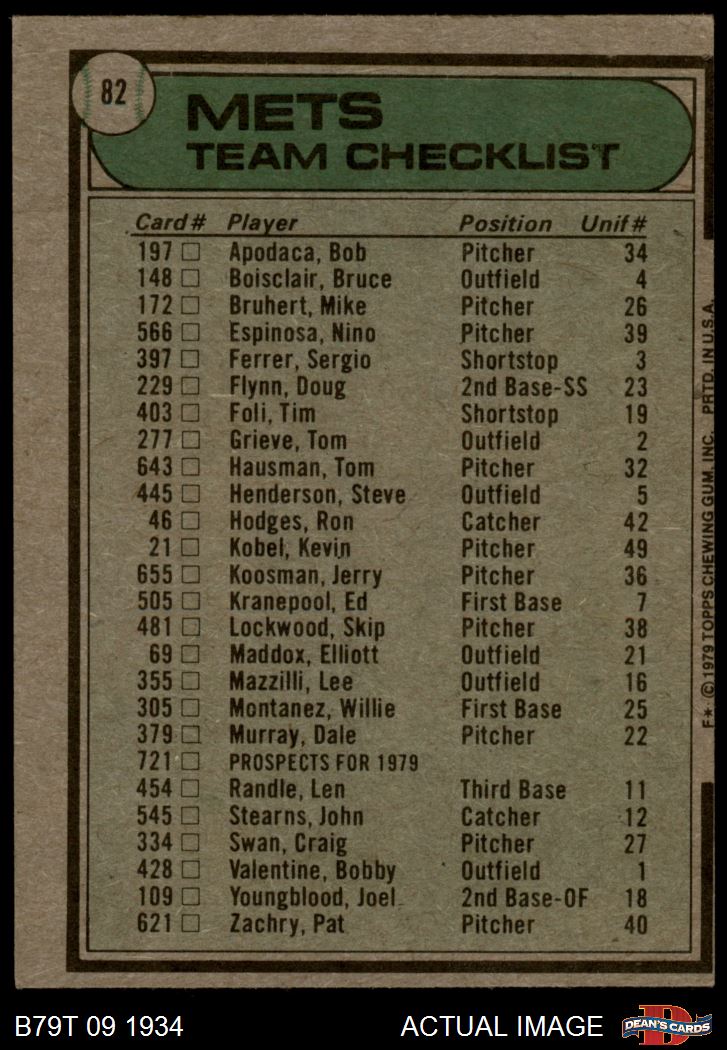 82
METS
TEAM CHECKLIST
Card# Player Position Unif#
197 □ Apodaca, Bob Pitcher 34
148 □ Boisclair, Bruce Outfield 4
172 □ Bruhert, Mike Pitcher 26
566 □ Espinosa, Nino Pitcher 39
397 □ Ferrer, Sergio Shortstop 3
229 □ Flynn, Doug 2nd Base-SS 23
403 □ Foli, Tim Shortstop 19
277 □ Grieve, Tom Outfield 2
643 □ Hausman, Tom Pitcher 32
445 □ Henderson, Steve Outfield 5
46 □ Hodges, Ron Catcher 42
21 □ Kobel, Kevin Pitcher 49
655 □ Koosman, Jerry Pitcher 36
505 □ Kranepool, Ed First Base 7
481 □ Lockwood, Skip Pitcher 38
69 □ Maddox, Elliott Outfield 21
355 □ Mazzilli, Lee Outfield 16
305 □ Montanez, Willie First Base 25
379 □ Murray, Dale Pitcher 22
721 □ PROSPECTS FOR 1979
454 □ Randle, Len Third Base 11
545 □ Stearns, John Catcher 12
334 □ Swan, Craig Pitcher 27
428 □ Valentine, Bobby Outfield 1
109 □ Youngblood, Joel 2nd Base-OF 18
621 □ Zachry, Pat Pitcher 40
F* © 1979 TOPPS CHEWING GUM, INC. PRTD. IN U.S.A.
B79T 09 1934 ACTUAL IMAGE
D
DEAN'S CARDS